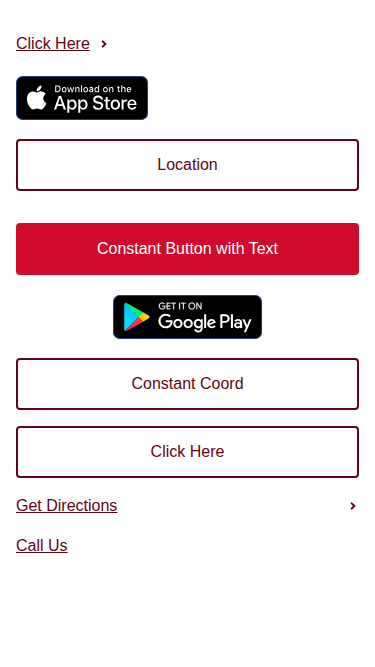 Click Here
Download on the
App Store
Location
Constant Button with Text
GET IT ON
Google Play
Constant Coord
Click Here
Get Directions
Call Us